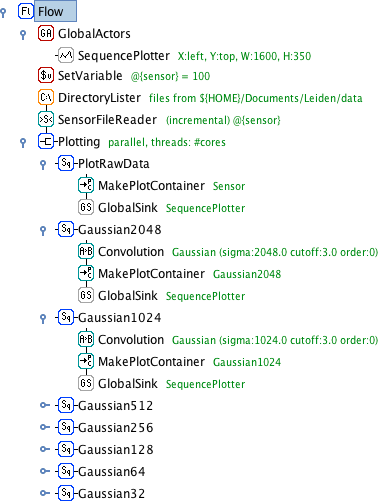 Fl Flow
GA GlobalActors
SequencePlotter X:left, Y:top, W:1600, H:350
$υ SetVariable @{sensor} = 100
C:\ DirectoryLister files from ${HOME}/Documents/Leiden/data
>S< SensorFileReader (incremental) @{sensor}
Plotting parallel, threads: #cores
Sq PlotRawData
MakePlotContainer Sensor
GS GlobalSink SequencePlotter
Sq Gaussian2048
A▸B Convolution Gaussian (sigma:2048.0 cutoff:3.0 order:0)
MakePlotContainer Gaussian2048
GS GlobalSink SequencePlotter
Sq Gaussian1024
A▸B Convolution Gaussian (sigma:1024.0 cutoff:3.0 order:0)
MakePlotContainer Gaussian1024
GS GlobalSink SequencePlotter
Sq Gaussian512
Sq Gaussian256
Sq Gaussian128
Sq Gaussian64
Sq Gaussian32